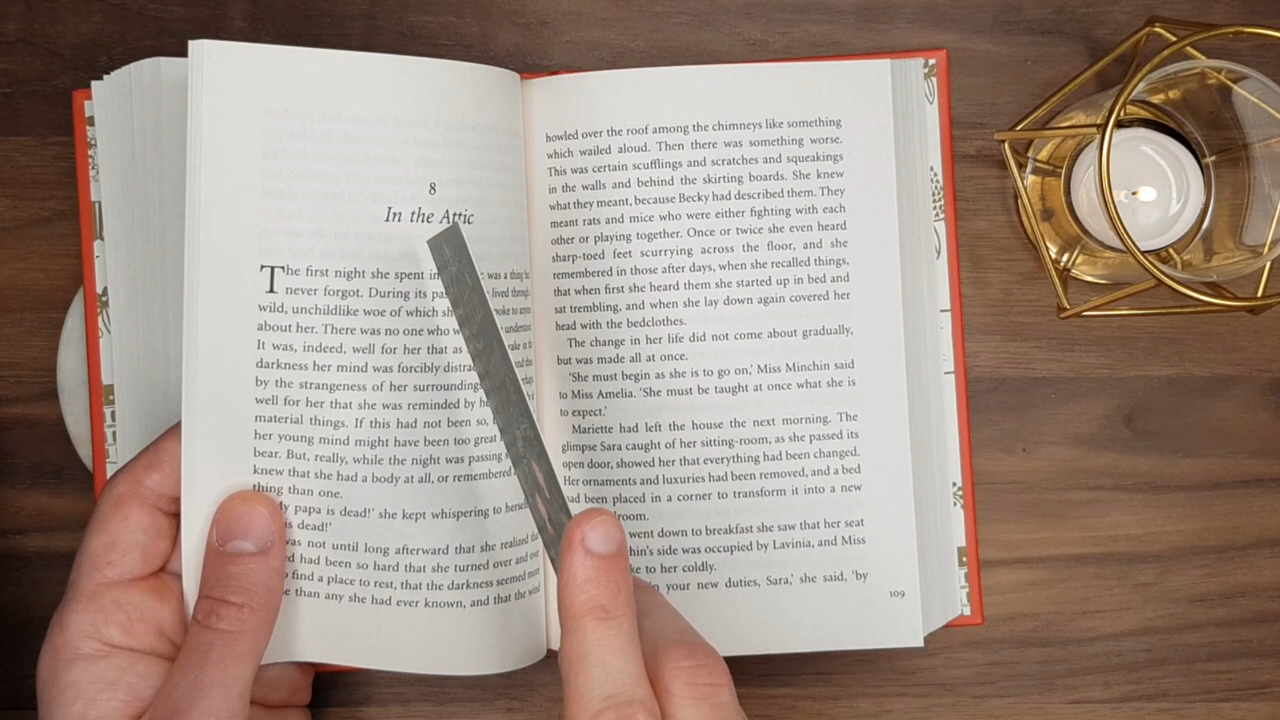 8
In the Attic
The first night she spent in was a thing
never forgot. During its lived through
wild, unchildlike woe of which
about her. There was no one who
It was, indeed, well for her that as
darkness her mind was forcibly
by the strangeness of her
well for her that she was reminded by
material things. If this had not been so,
her young mind might have been too great
bear. But, really, while the night was passing
knew that she had a body at all, or remembered
thing than one.
papa is dead!' she kept whispering to
is dead!'
was not until long afterward that she realized
had been so hard that she turned over and over
find a place to rest, that the darkness seemed more
than any she had ever known, and that the wind
howled over the roof among the chimneys like something
which wailed aloud. Then there was something worse.
This was certain scufflings and scratches and squeakings
in the walls and behind the skirting boards. She knew
what they meant, because Becky had described them. They
meant rats and mice who were either fighting with each
other or playing together. Once or twice she even heard
sharp-toed feet scurrying across the floor, and she
remembered in those after days, when she recalled things,
that when first she heard them she started up in bed and
sat trembling, and when she lay down again covered her
head with the bedclothes.
The change in her life did not come about gradually,
but was made all at once.
'She must begin as she is to go on,' Miss Minchin said
to Miss Amelia. 'She must be taught at once what she is
to expect.'
Mariette had left the house the next morning. The
glimpse Sara caught of her sitting-room, as she passed its
open door, showed her that everything had been changed.
Her ornaments and luxuries had been removed, and a bed
had been placed in a corner to transform it into a new
went down to breakfast she saw that her seat
side was occupied by Lavinia, and Miss
to her coldly.
your new duties, Sara,' she said, 'by
109